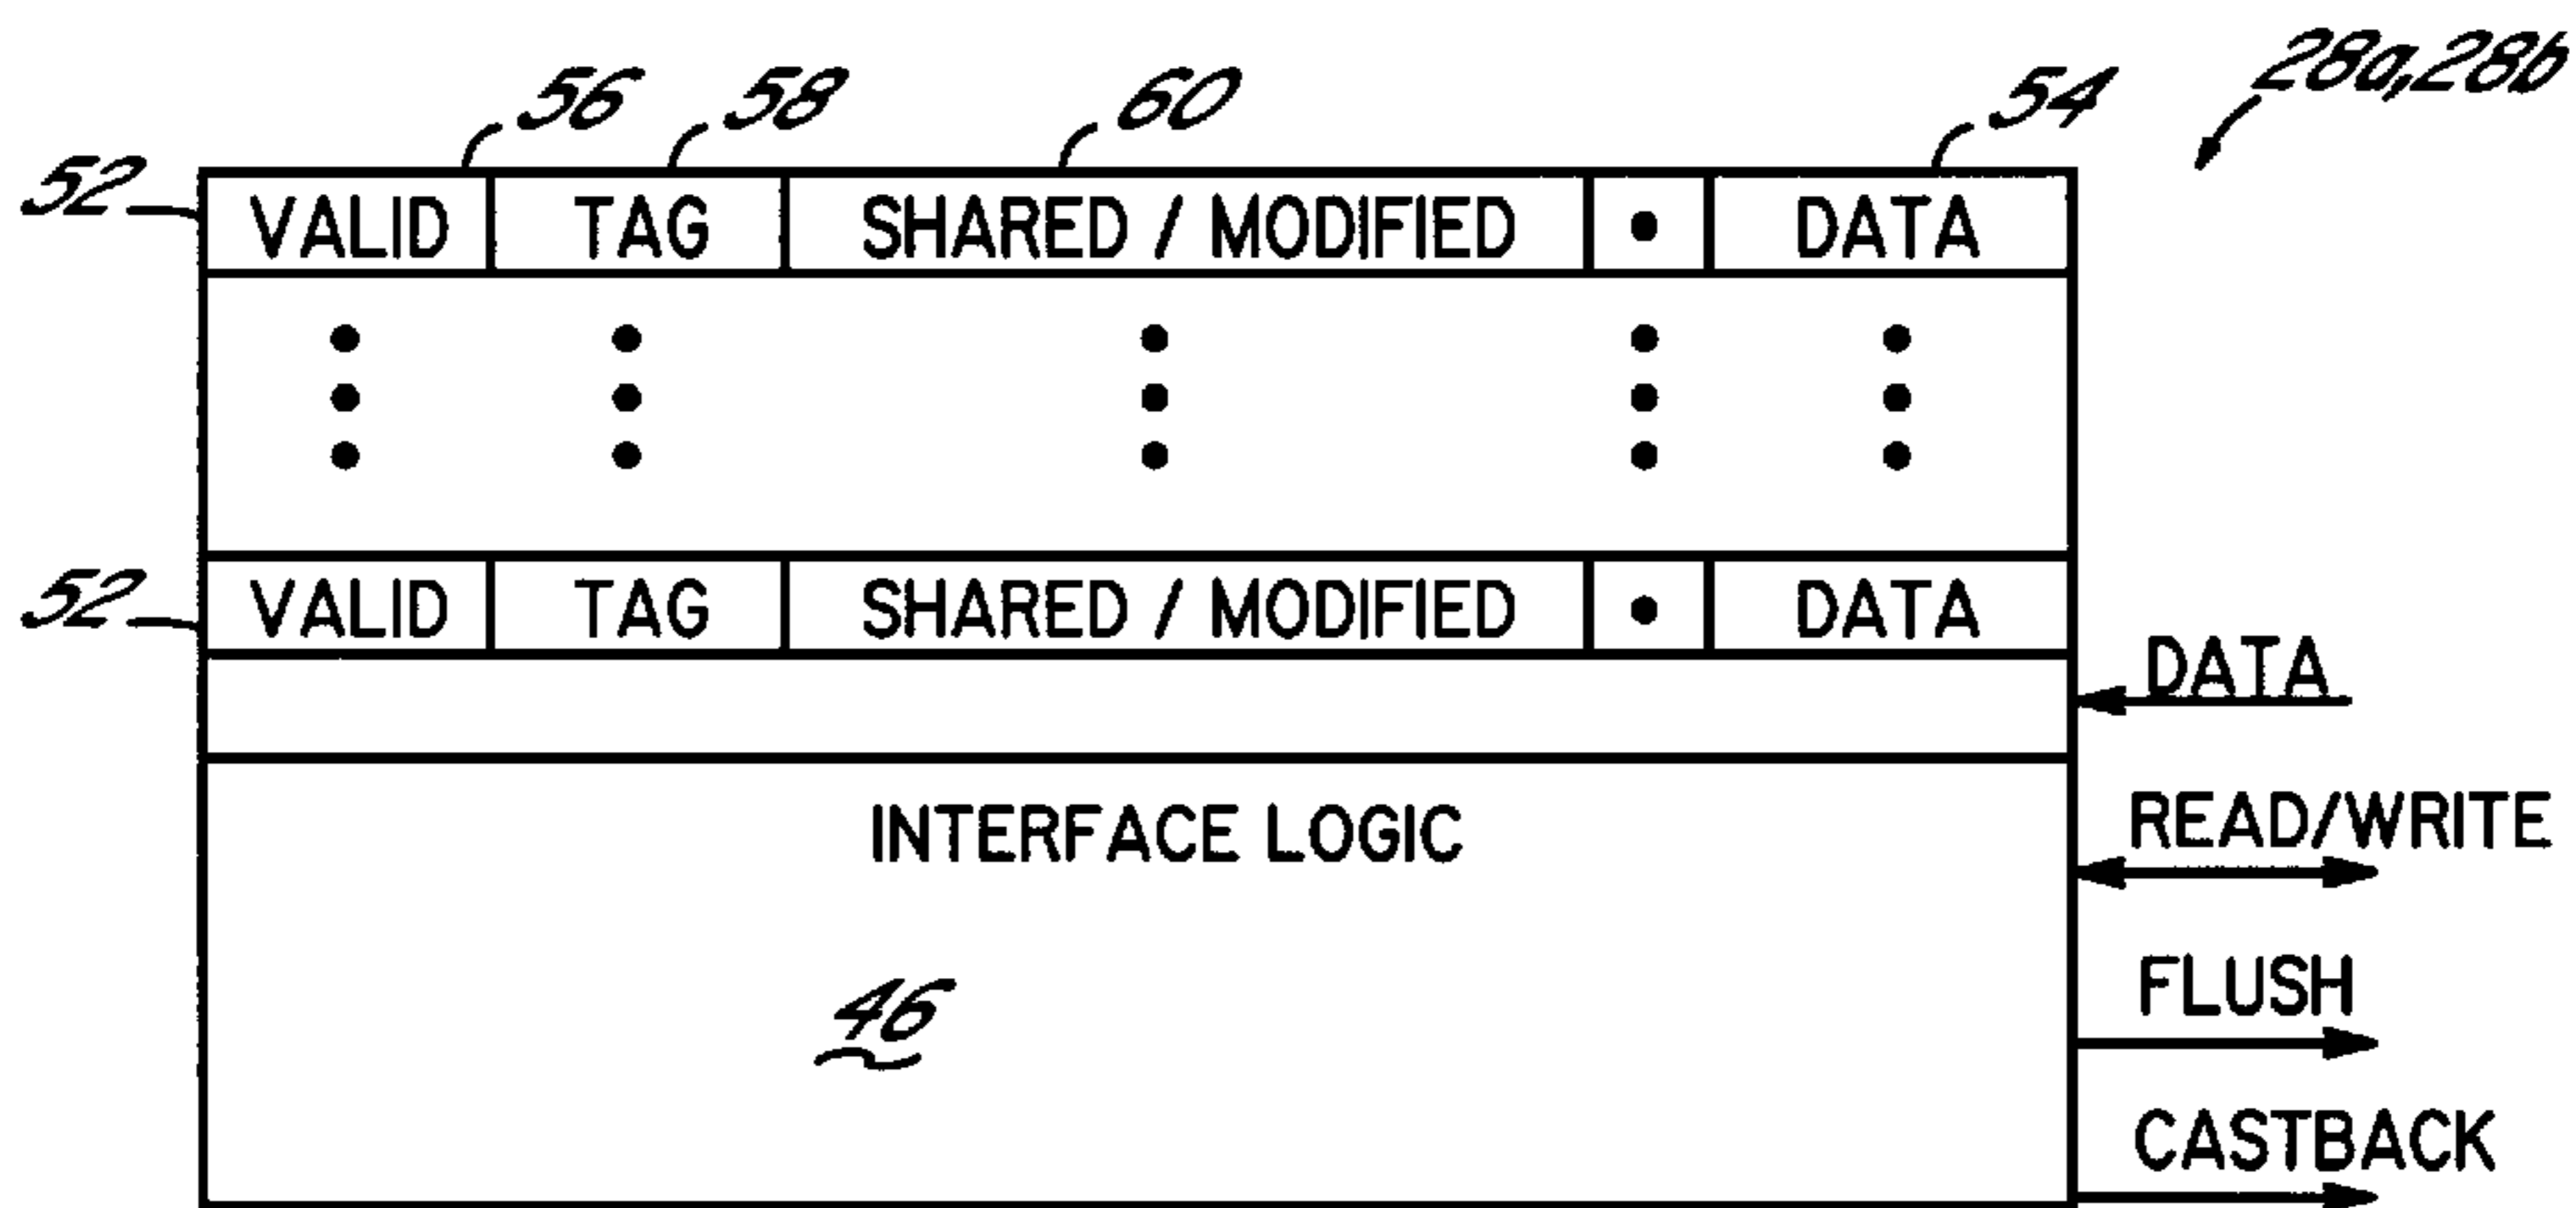 28a,28b
56 58 60 54
52 VALID TAG SHARED / MODIFIED • DATA
52 VALID TAG SHARED / MODIFIED • DATA
DATA
INTERFACE LOGIC READ/WRITE
46 FLUSH
CASTBACK